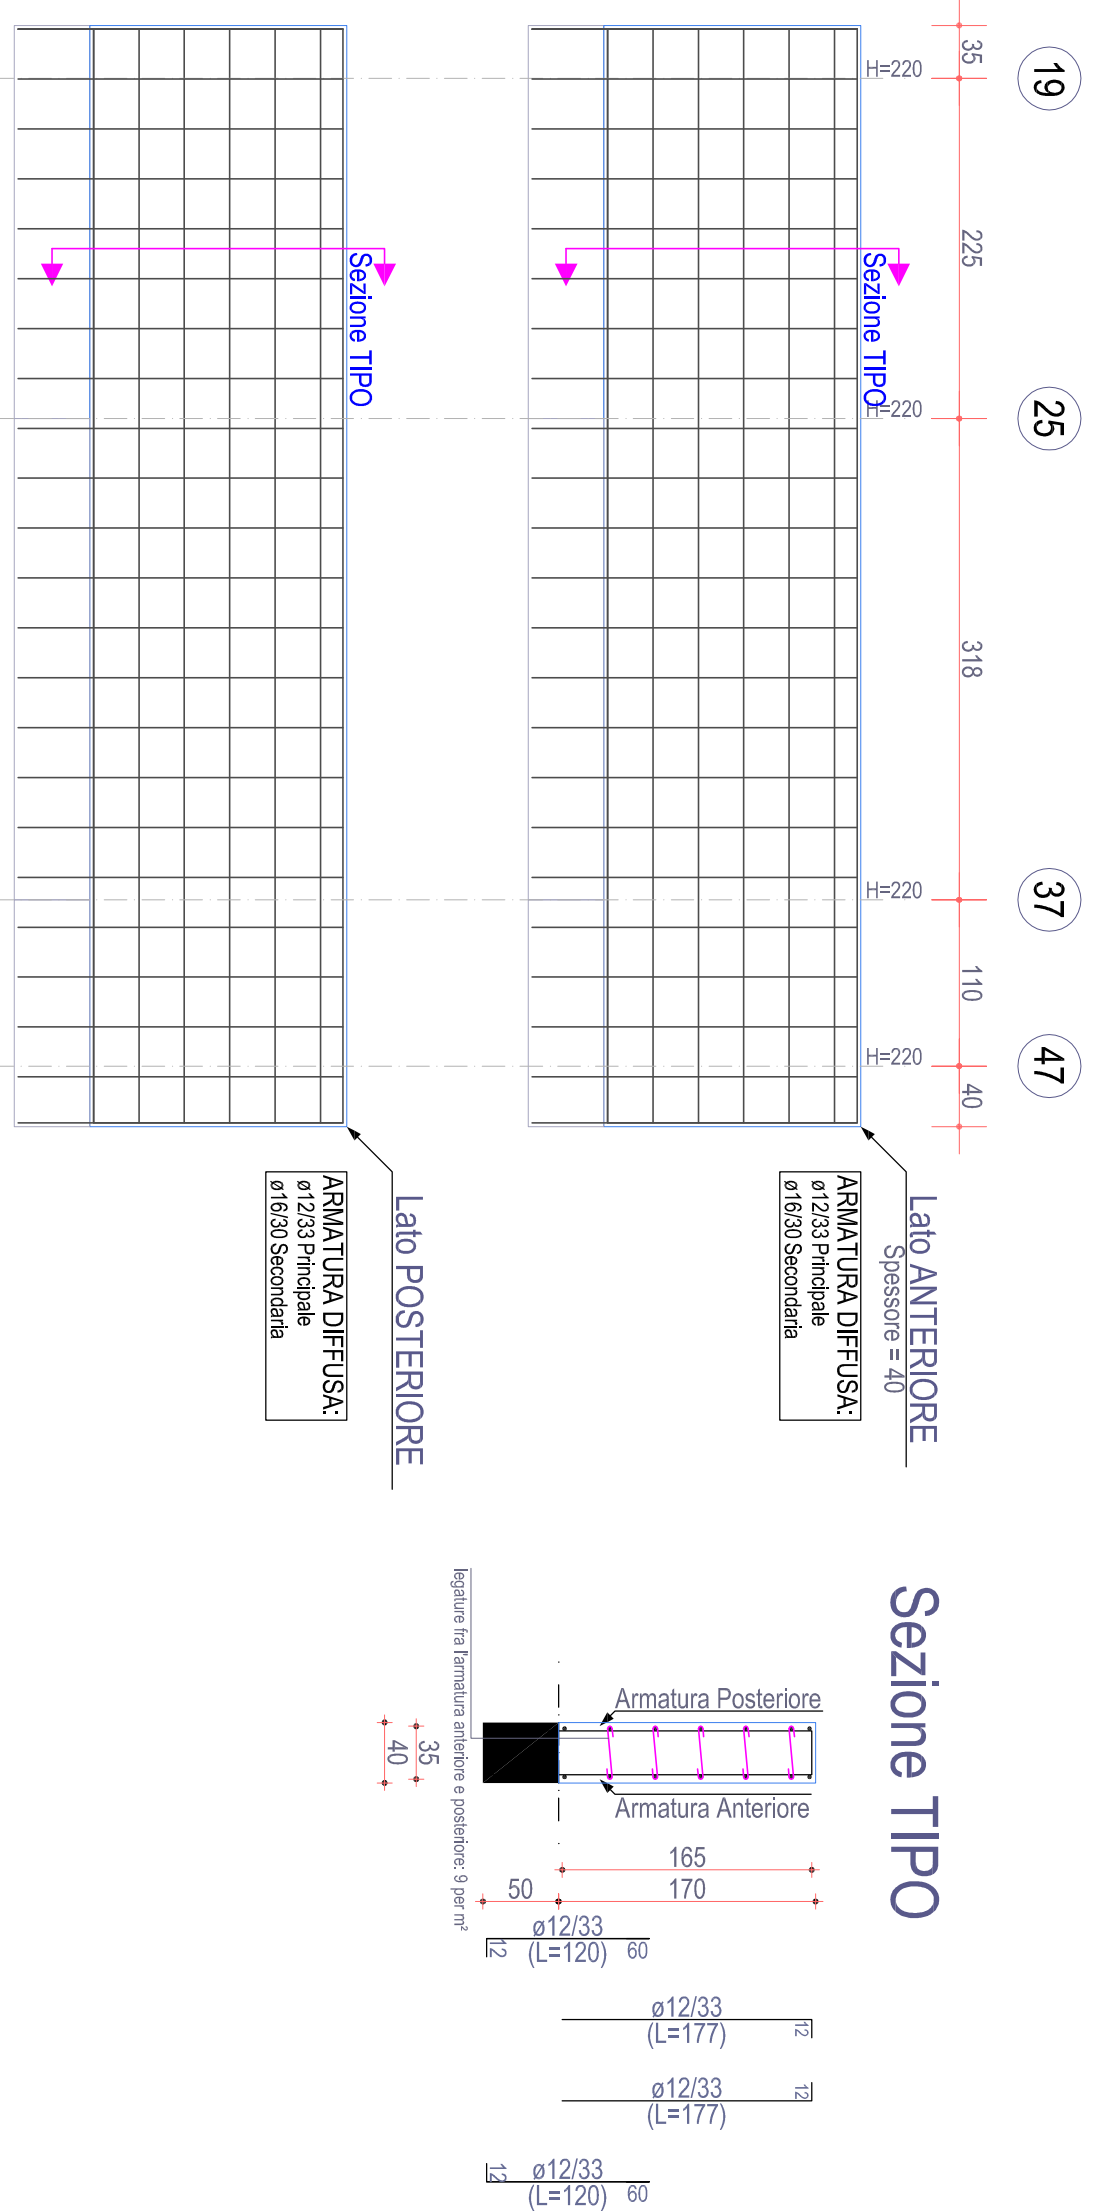 19
25
37
47
35
225
318
110
40
H=220
H=220
H=220
H=220
Sezione TIPO
Lato ANTERIORE
Spessore = 40
ARMATURA DIFFUSA:
ø12/33 Principale
ø16/30 Secondaria
Sezione TIPO
Lato POSTERIORE
ARMATURA DIFFUSA:
ø12/33 Principale
ø16/30 Secondaria
Sezione TIPO
Armatura Posteriore
Armatura Anteriore
legature fra l'armatura anteriore e posteriore: 9 per m²
35
40
165
50
170
ø12/33
(L=120)
12
60
ø12/33
(L=177)
12
ø12/33
(L=177)
12
ø12/33
(L=120)
12
60